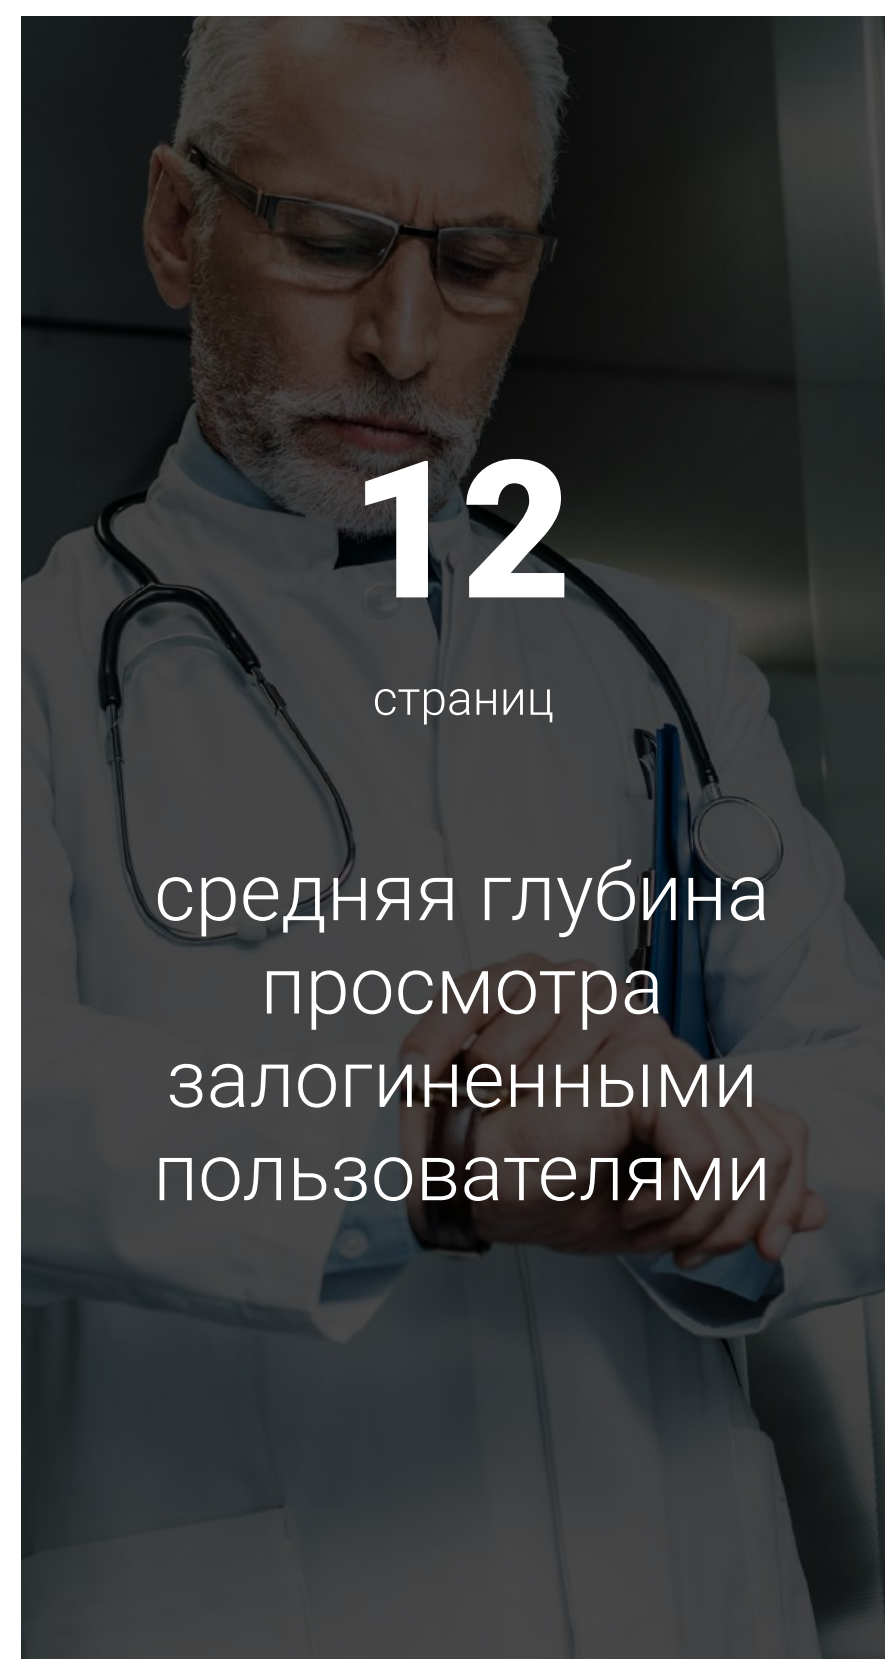 12
страниц
средняя глубина
просмотра
залогиненными
пользователями